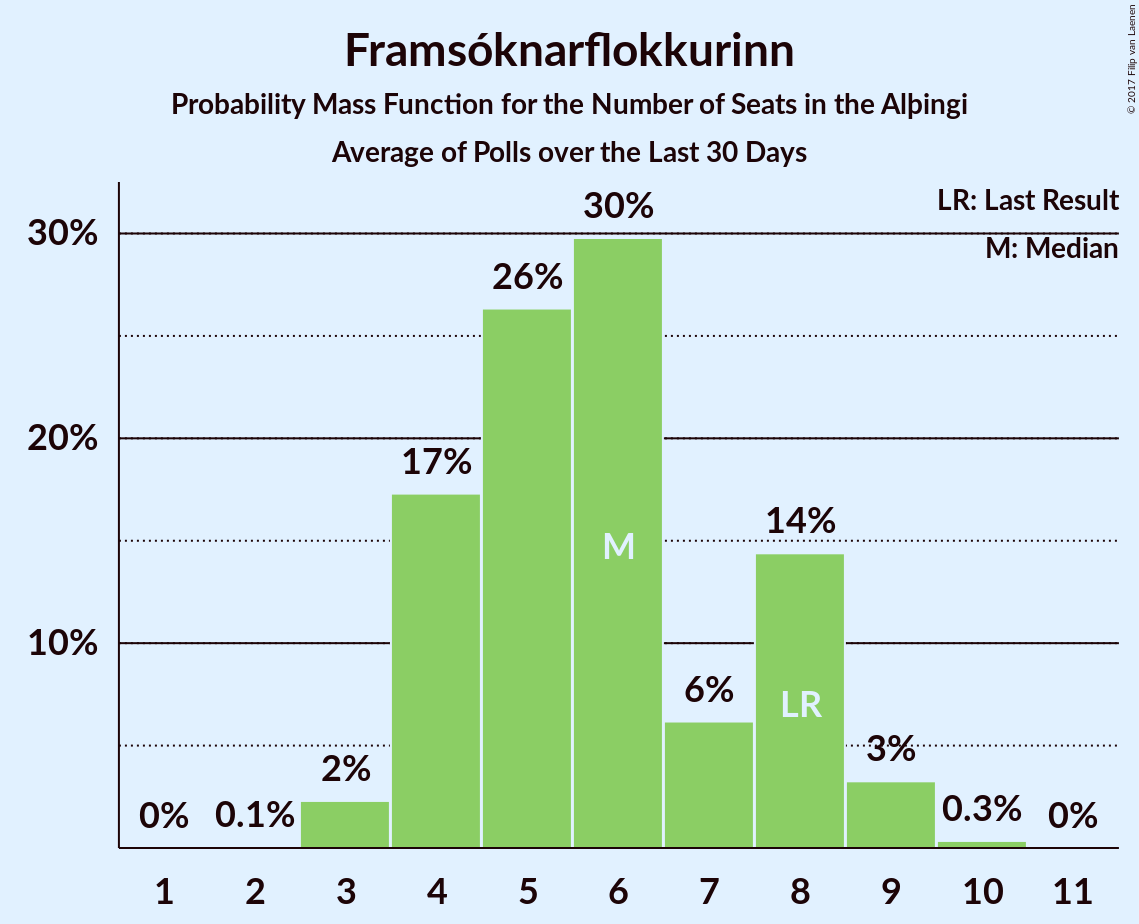 Framsóknarflokkurinn
Probability Mass Function for the Number of Seats in the Alþingi
Average of Polls over the Last 30 Days
© 2017 Filip van Laenen
LR: Last Result
M: Median
30%
20%
10%
0%
0.1%
2%
17%
26%
30%
6%
14%
3%
0.3%
0%
M
LR
1 2 3 4 5 6 7 8 9 10 11